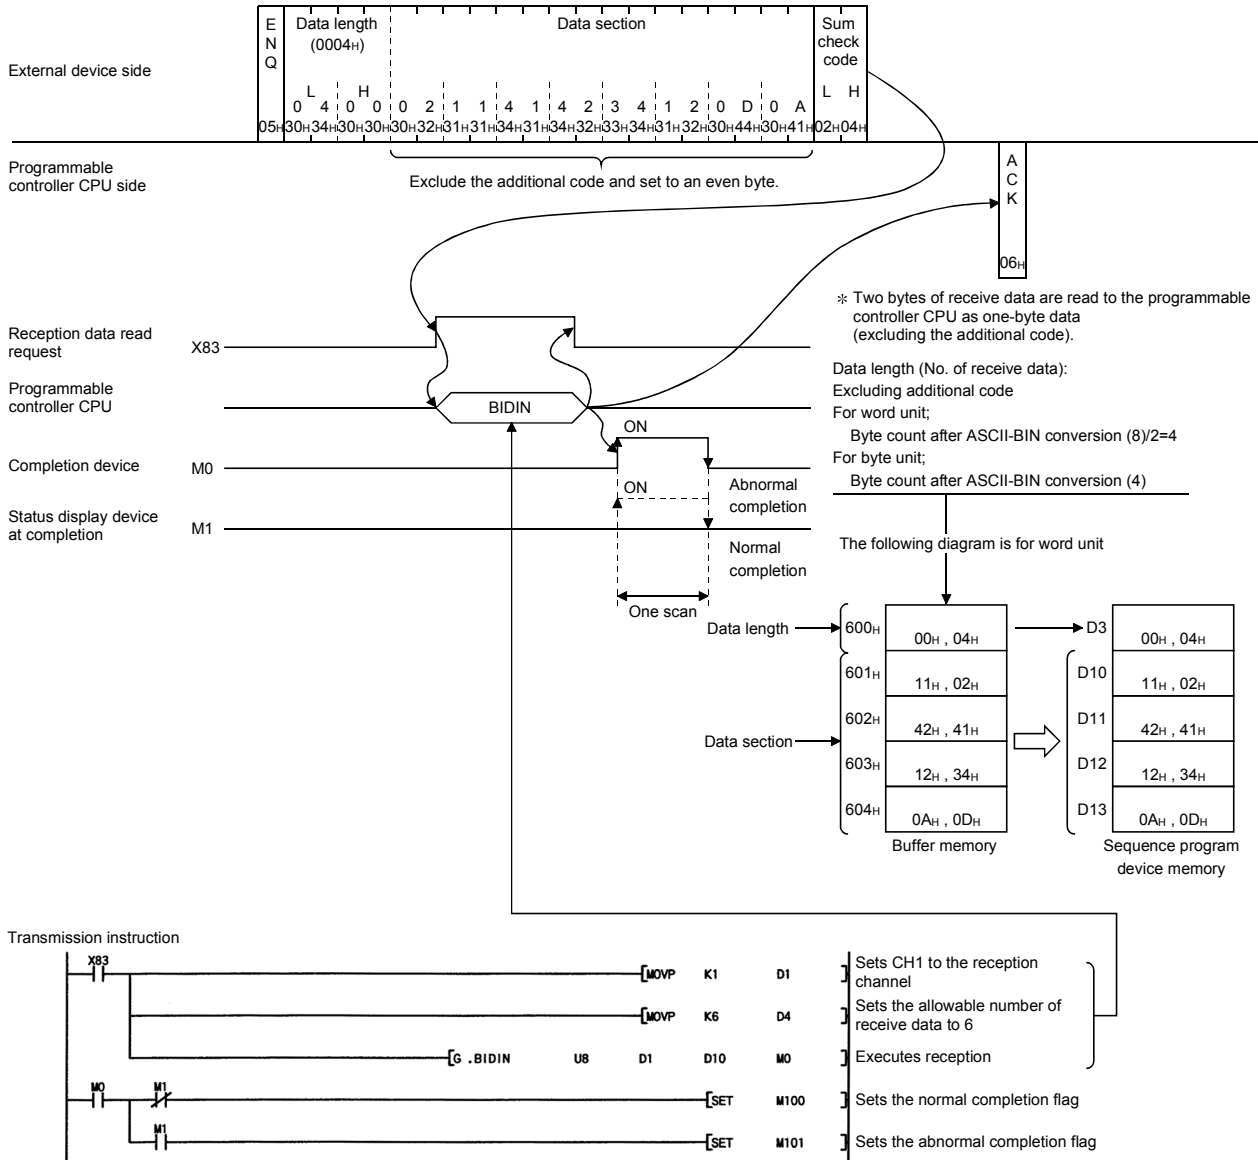 E N Q
Data length
(0004H)
Data section
Sum
check
code
External device side
L H L H
0 4 0 0 0 2 1 1 4 1 4 2 3 4 1 2 0 D 0 A
05H 30H 34H 30H 30H 30H 32H 31H 31H 34H 31H 34H 32H 33H 34H 31H 32H 30H 44H 30H 41H 02H 04H
Programmable
controller CPU side
Exclude the additional code and set to an even byte.
A C K
06H
* Two bytes of receive data are read to the programmable
controller CPU as one-byte data
(excluding the additional code).
Reception data read
request
X83
Data length (No. of receive data):
Excluding additional code
For word unit;
Byte count after ASCII-BIN conversion (8)/2=4
For byte unit;
Byte count after ASCII-BIN conversion (4)
Programmable
controller CPU
BIDIN
ON
Completion device
M0
ON
Abnormal
completion
Status display device
at completion
M1
Normal
completion
One scan
The following diagram is for word unit
Data length
600H
00H , 04H
D3
00H , 04H
601H
11H , 02H
D10
11H , 02H
602H
42H , 41H
D11
42H , 41H
Data section
603H
12H , 34H
D12
12H , 34H
604H
0AH , 0DH
D13
0AH , 0DH
Buffer memory
Sequence program
device memory
Transmission instruction
X83
[MOVP K1 D1 ]
Sets CH1 to the reception
channel
[MOVP K6 D4 ]
Sets the allowable number of
receive data to 6
[G .BIDIN U8 D1 D10 M0 ]
Executes reception
M0 M1
[SET M100 ]
Sets the normal completion flag
M1
[SET M101 ]
Sets the abnormal completion flag